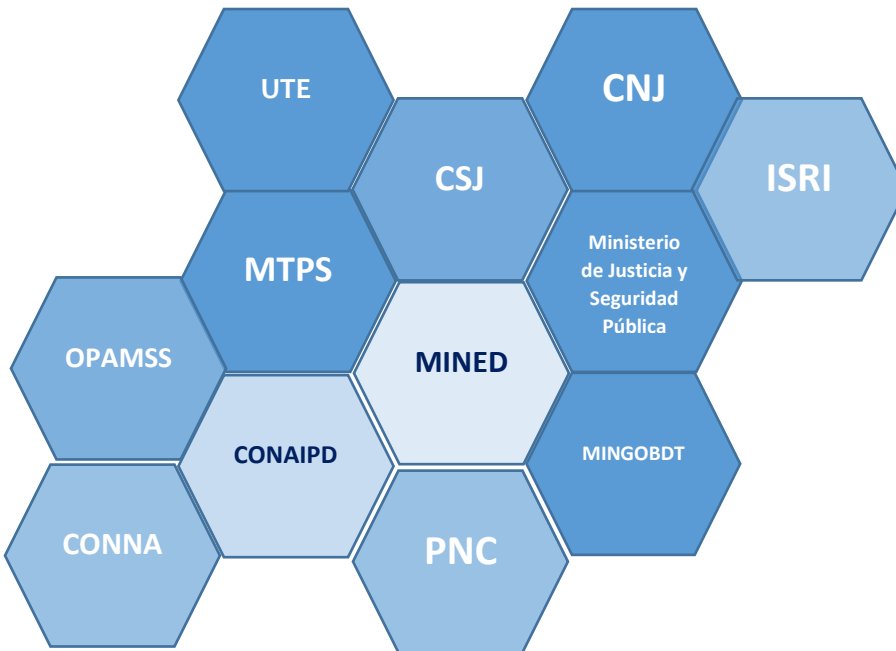 UTE
CNJ
CSJ
ISRI
MTPS
Ministerio
de Justicia y
Seguridad
Pública
OPAMSS
MINED
CONAIPD
MINGOBDT
CONNA
PNC